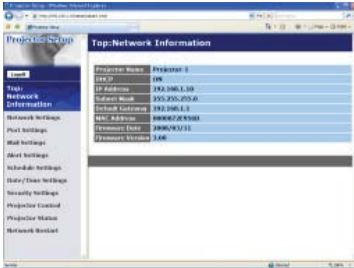 Projector Setup
Top:Network Information
Logoff
Top:
Network
Information
Network Settings
Port Settings
Mail Settings
Alert Settings
Schedule Settings
Date/Time Settings
Security Settings
Projector Control
Projector Status
Network Restart
Projector Name Projector-1
DHCP ON
IP Address 192.168.1.10
Subnet Mask 255.255.255.0
Default Gateway 192.168.1.1
MAC Address
Firmware Date 2008/03/31
Firmware Version 1.00